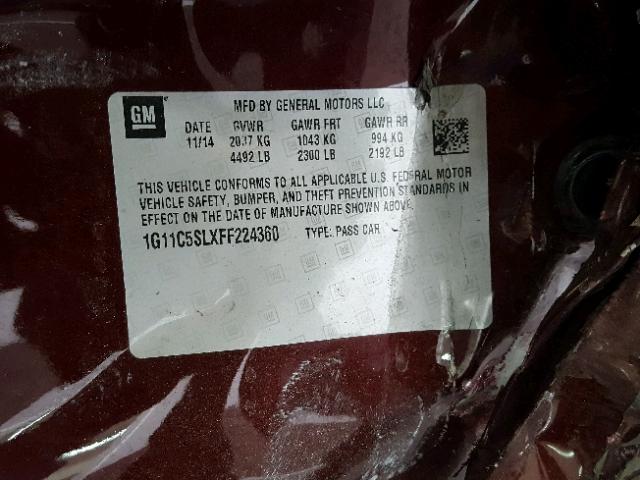 GM
MFD BY GENERAL MOTORS LLC
DATE GVWR GAWR FRT GAWR RR
11/14 2037 KG 1043 KG 994 KG
4492 LB 2300 LB 2192 LB
THIS VEHICLE CONFORMS TO ALL APPLICABLE U.S. FEDERAL MOTOR
VEHICLE SAFETY, BUMPER, AND THEFT PREVENTION STANDARDS IN
EFFECT ON THE DATE OF MANUFACTURE SHOWN ABOVE.
1G11C5SLXFF224360 TYPE: PASS CAR